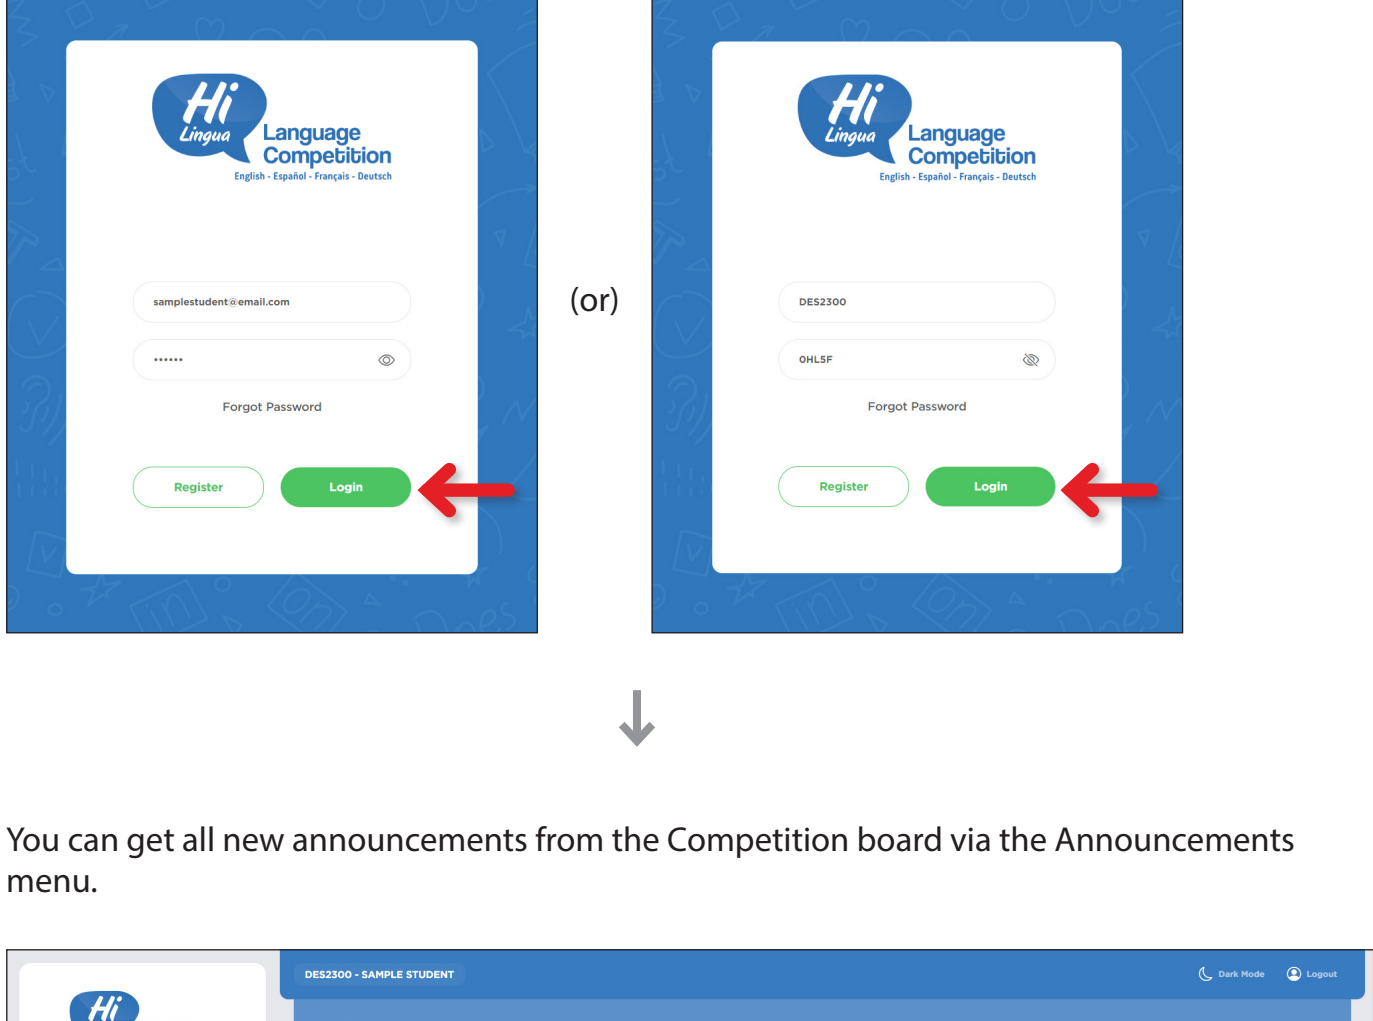 Hi
Lingua
Language
Competition
English - Español - Français - Deutsch
samplestudent@email.com
••••••
Forgot Password
Register
Login
(or)
Hi
Lingua
Language
Competition
English - Español - Français - Deutsch
DES2300
0HL5F
Forgot Password
Register
Login
You can get all new announcements from the Competition board via the Announcements
menu.
DES2300 - SAMPLE STUDENT
Dark Mode
Logout
Hi